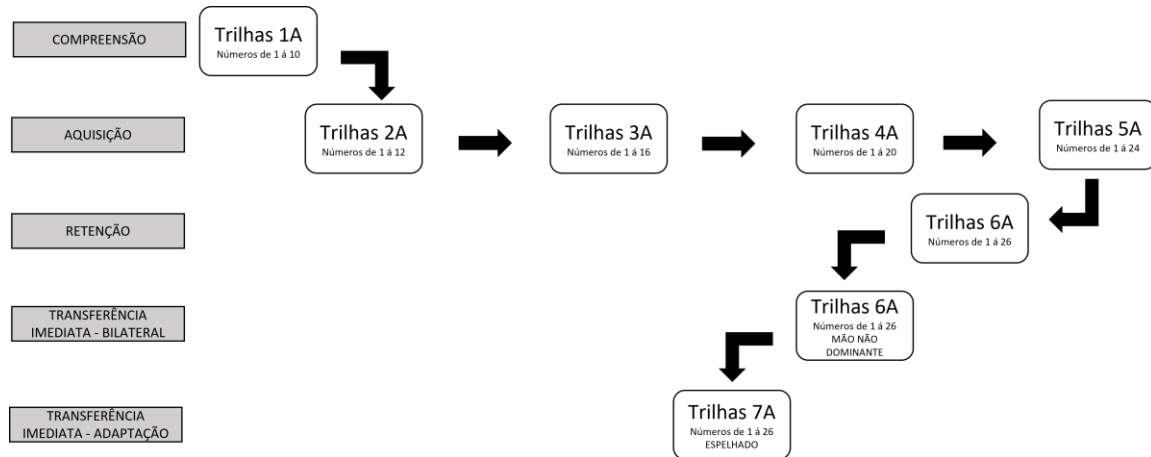 COMPREENSÃO
Trilhas 1A
Números de 1 á 10
AQUISIÇÃO
Trilhas 2A
Números de 1 á 12
Trilhas 3A
Números de 1 á 16
Trilhas 4A
Números de 1 á 20
Trilhas 5A
Números de 1 á 24
RETENÇÃO
Trilhas 6A
Números de 1 á 26
TRANSFERÊNCIA
IMEDIATA - BILATERAL
Trilhas 6A
Números de 1 á 26
MÃO NÃO
DOMINANTE
TRANSFERÊNCIA
IMEDIATA - ADAPTAÇÃO
Trilhas 7A
Números de 1 á 26
ESPELHADO